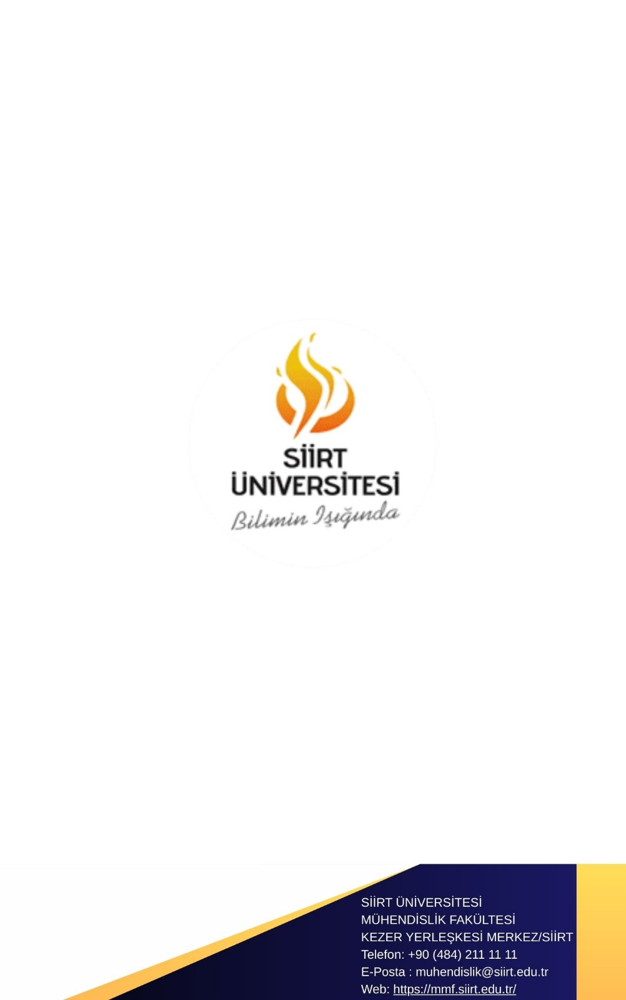 SİİRT
ÜNİVERSİTESİ
Bilimin Işığında
SİİRT ÜNİVERSİTESİ
MÜHENDİSLİK FAKÜLTESİ
KEZER YERLEŞKESİ MERKEZ/SİİRT
Telefon: +90 (484) 211 11 11
E-Posta : muhendislik@siirt.edu.tr
Web: https://mmf.siirt.edu.tr/